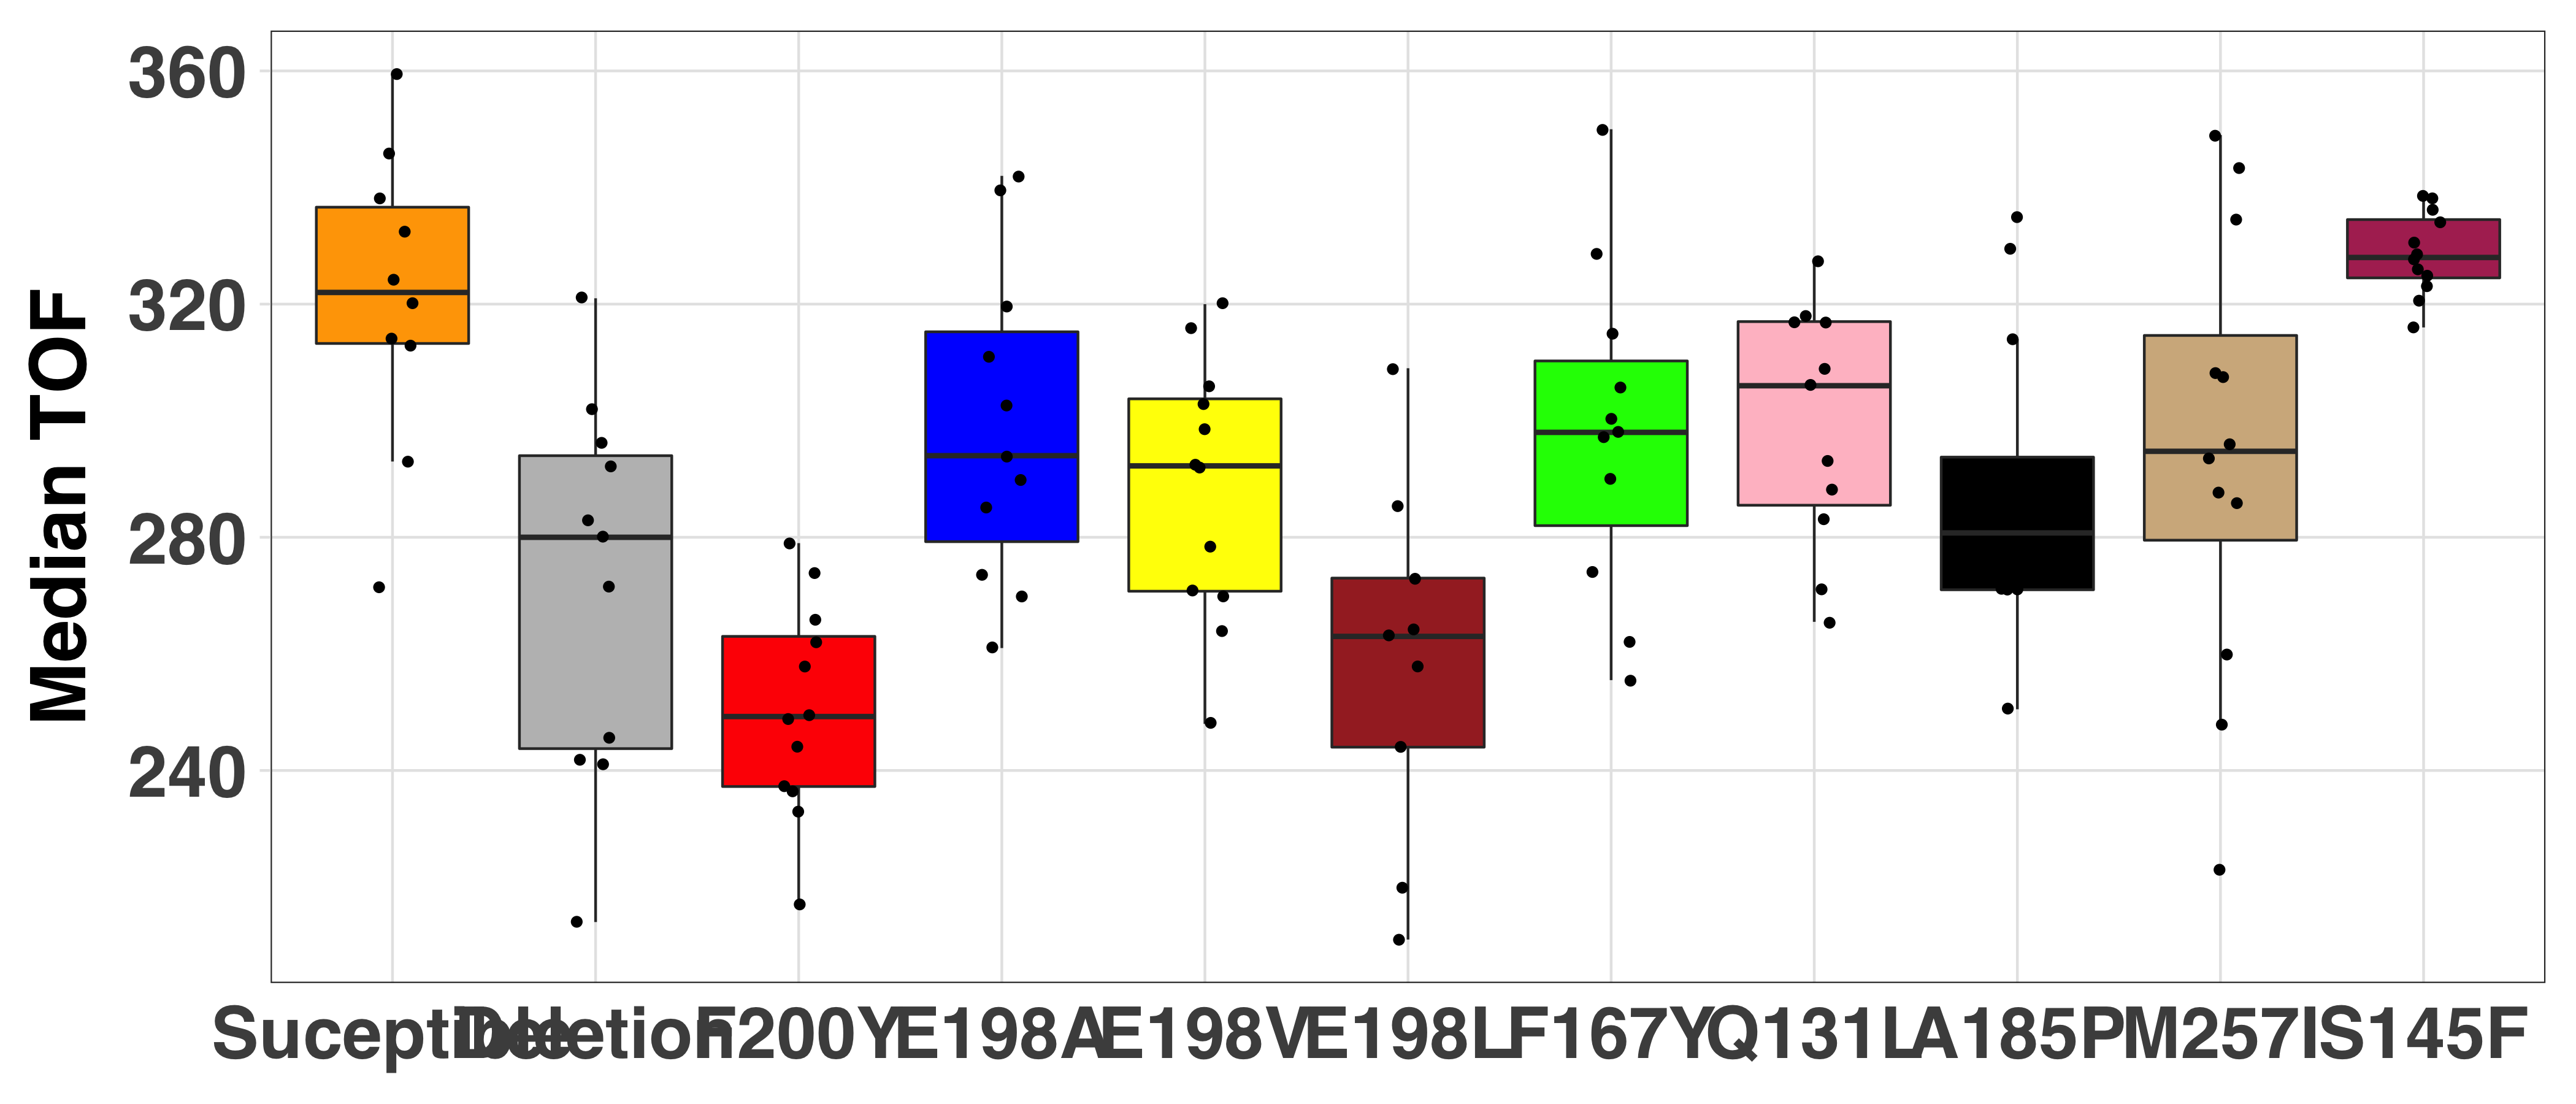 Median TOF
360
320
280
240
Suceptible Deletion F200Y E198A E198V E198L F167Y Q131L A185P M257I S145F